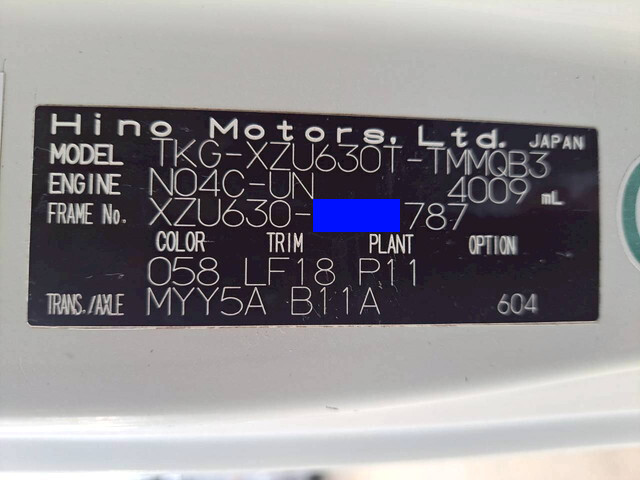 Hino Motors, Ltd. JAPAN
MODEL TKG-XZU630T-TMMQB3
ENGINE N04C-UN 4009 mL
FRAME No. XZU630- 787
COLOR TRIM PLANT OPTION
058 LF18 P11
TRANS./AXLE MYY5A B11A 604